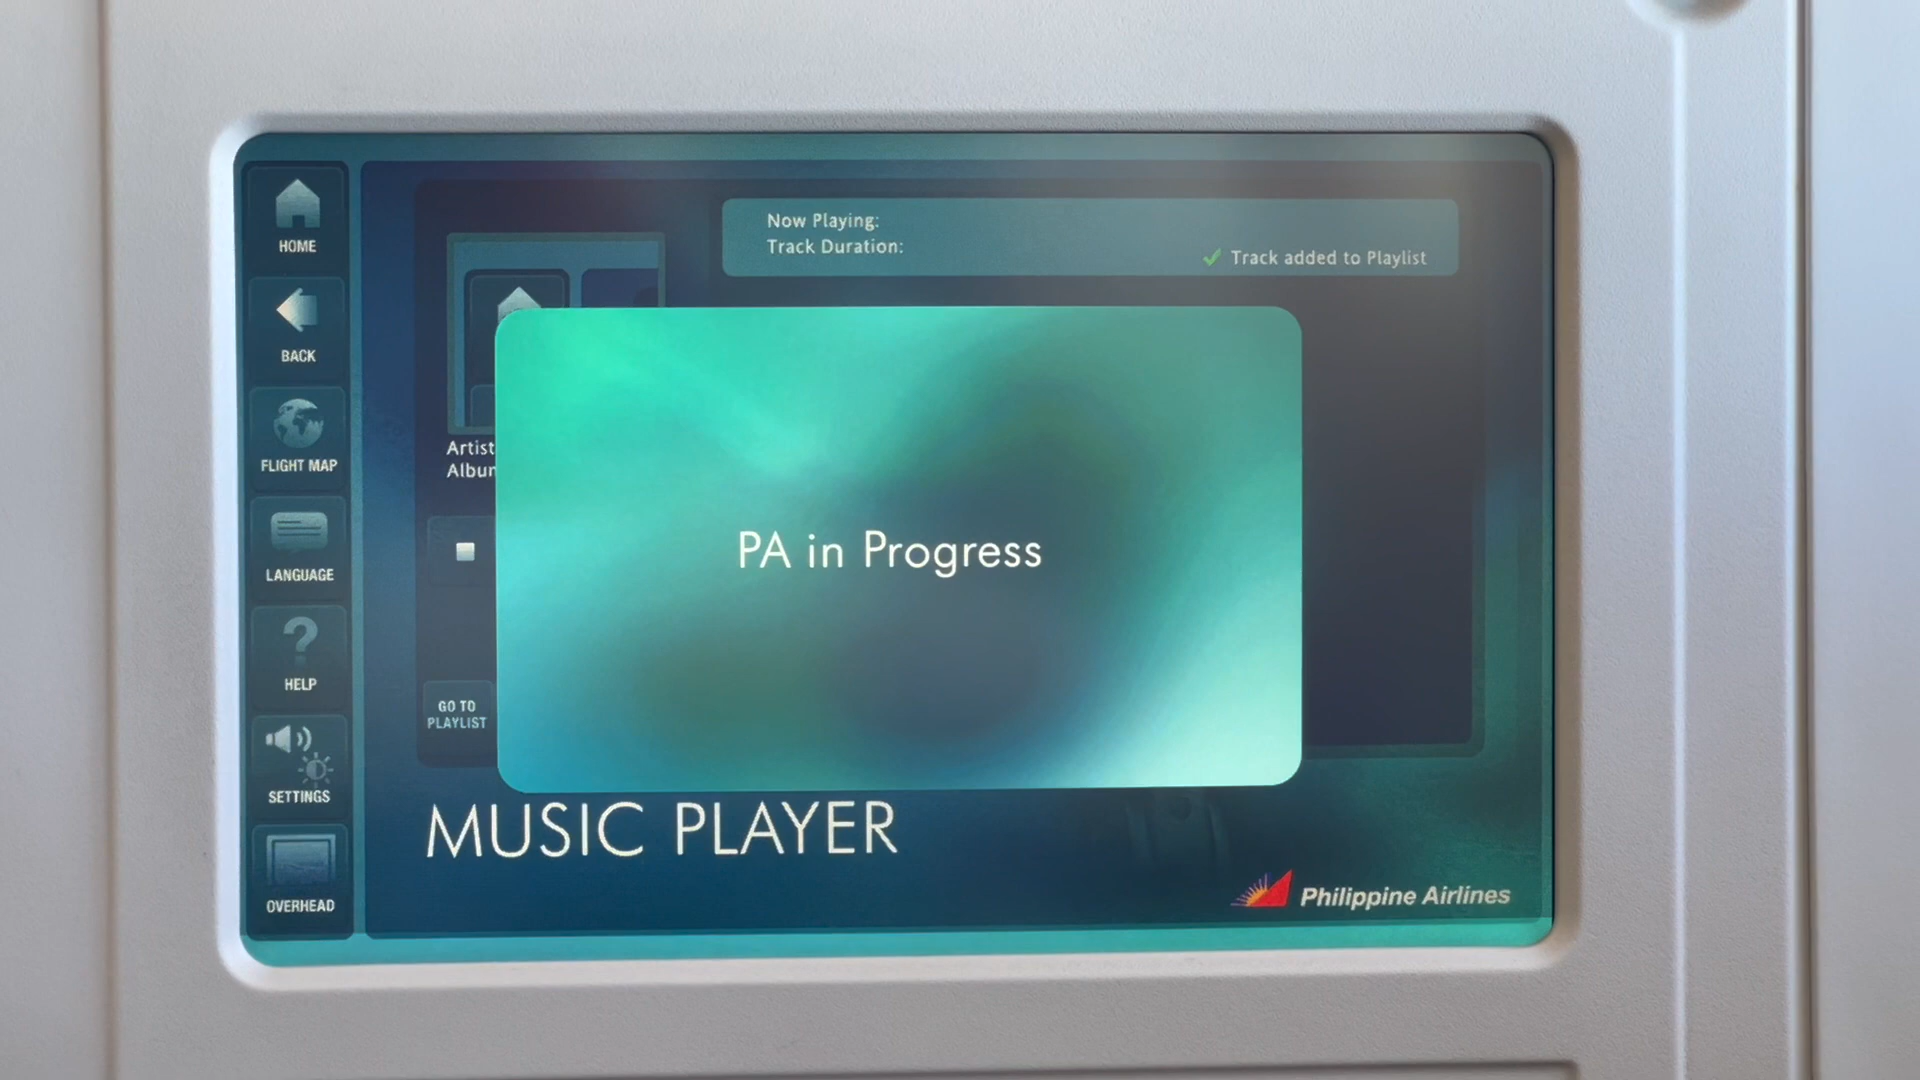 HOME
BACK
FLIGHT MAP
LANGUAGE
HELP
SETTINGS
OVERHEAD
Now Playing:
Track Duration:
✓ Track added to Playlist
Artist
Album
PA in Progress
GO TO
PLAYLIST
MUSIC PLAYER
Philippine Airlines